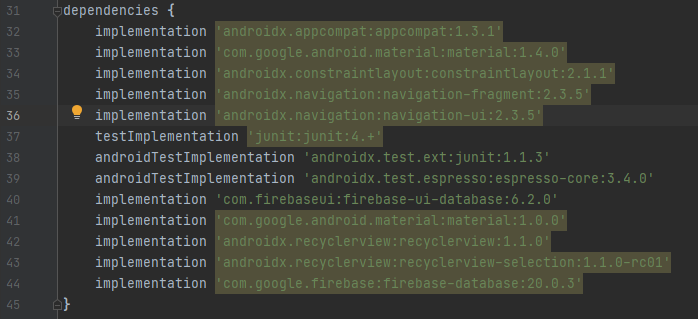 31 dependencies {
32 implementation 'androidx.appcompat:appcompat:1.3.1'
33 implementation 'com.google.android.material:material:1.4.0'
34 implementation 'androidx.constraintlayout:constraintlayout:2.1.1'
35 implementation 'androidx.navigation:navigation-fragment:2.3.5'
36 implementation 'androidx.navigation:navigation-ui:2.3.5'
37 testImplementation 'junit:junit:4.+'
38 androidTestImplementation 'androidx.test.ext:junit:1.1.3'
39 androidTestImplementation 'androidx.test.espresso:espresso-core:3.4.0'
40 implementation 'com.firebaseui:firebase-ui-database:6.2.0'
41 implementation 'com.google.android.material:material:1.0.0'
42 implementation 'androidx.recyclerview:recyclerview:1.1.0'
43 implementation 'androidx.recyclerview:recyclerview-selection:1.1.0-rc01'
44 implementation 'com.google.firebase:firebase-database:20.0.3'
45 }